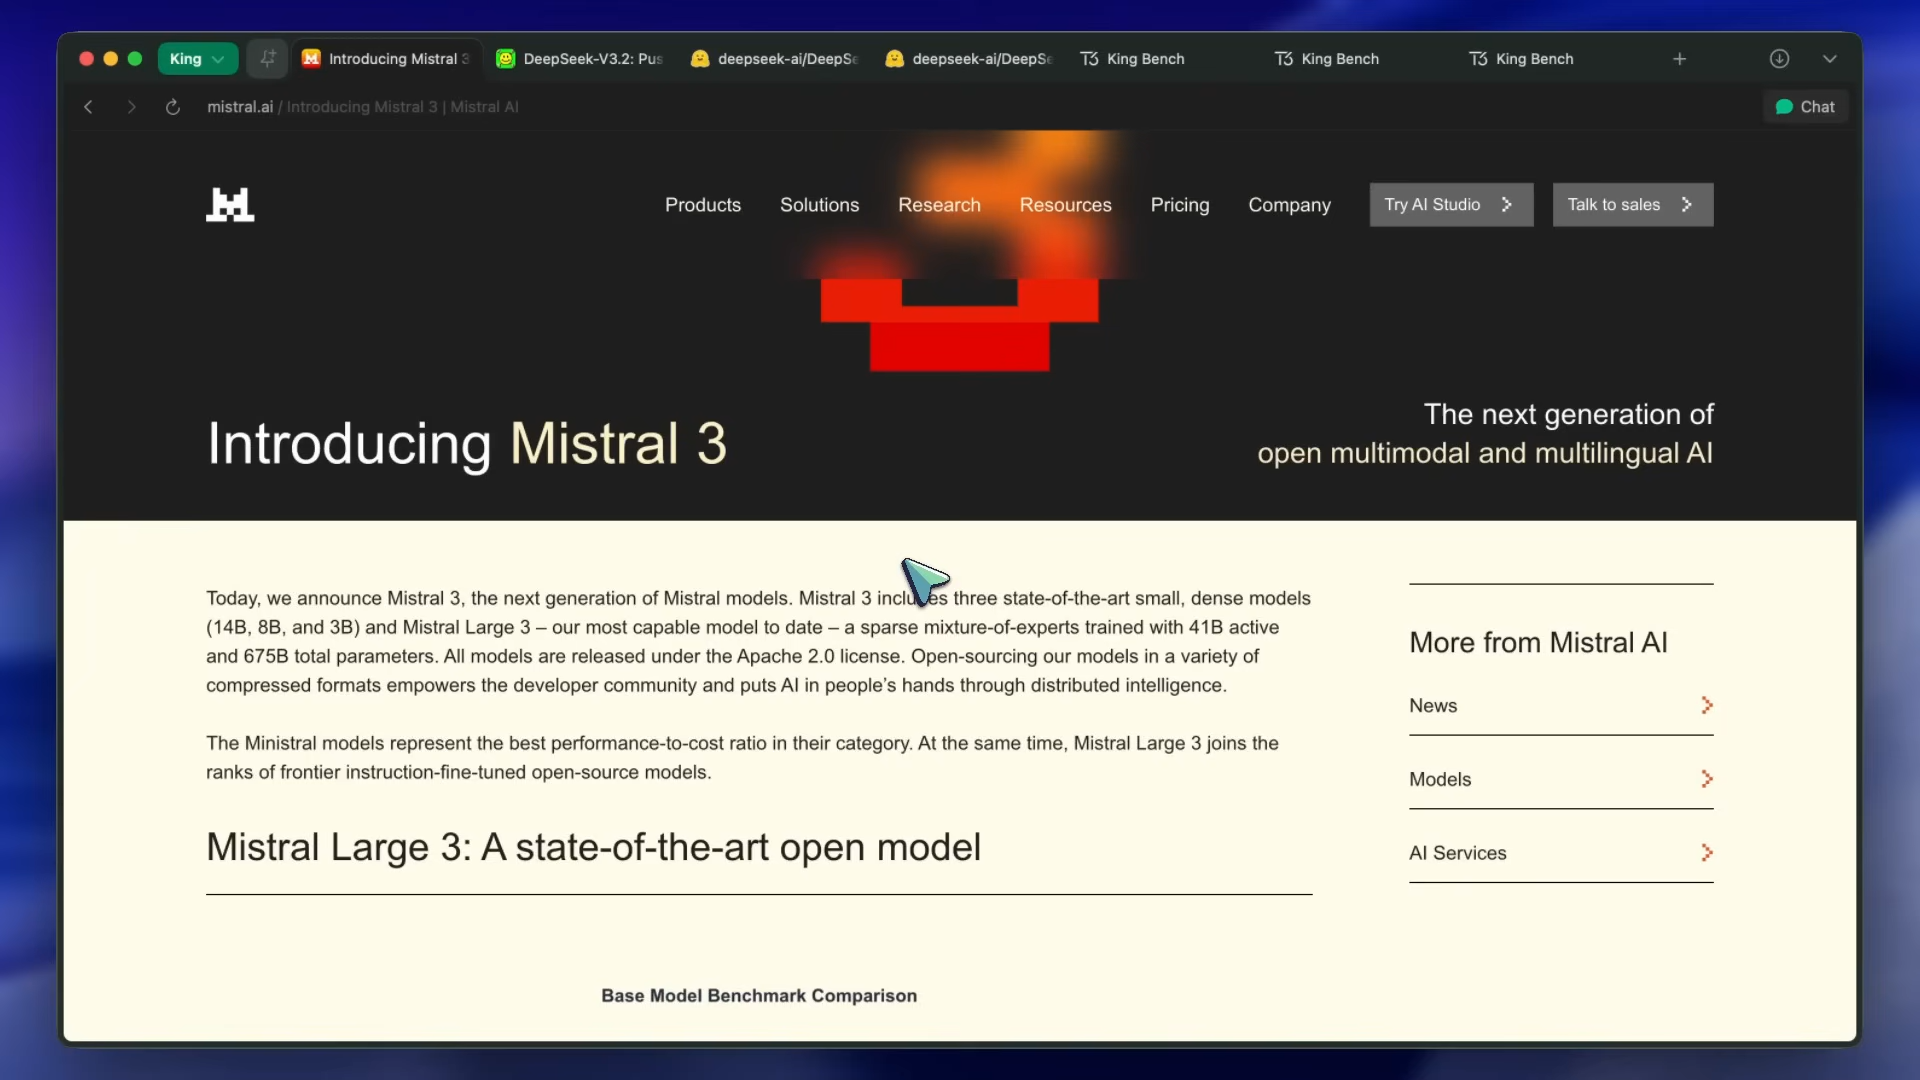 King
Introducing Mistral 3
DeepSeek-V3.2: Pus
deepseek-ai/DeepSe
deepseek-ai/DeepSe
King Bench
King Bench
King Bench
mistral.ai / Introducing Mistral 3 | Mistral AI
Chat
Products
Solutions
Research
Resources
Pricing
Company
Try AI Studio
Talk to sales
Introducing Mistral 3
The next generation of
open multimodal and multilingual AI
Today, we announce Mistral 3, the next generation of Mistral models. Mistral 3 includes three state-of-the-art small, dense models
(14B, 8B, and 3B) and Mistral Large 3 – our most capable model to date – a sparse mixture-of-experts trained with 41B active
and 675B total parameters. All models are released under the Apache 2.0 license. Open-sourcing our models in a variety of
compressed formats empowers the developer community and puts AI in people’s hands through distributed intelligence.
The Ministral models represent the best performance-to-cost ratio in their category. At the same time, Mistral Large 3 joins the
ranks of frontier instruction-fine-tuned open-source models.
Mistral Large 3: A state-of-the-art open model
Base Model Benchmark Comparison
More from Mistral AI
News
Models
AI Services